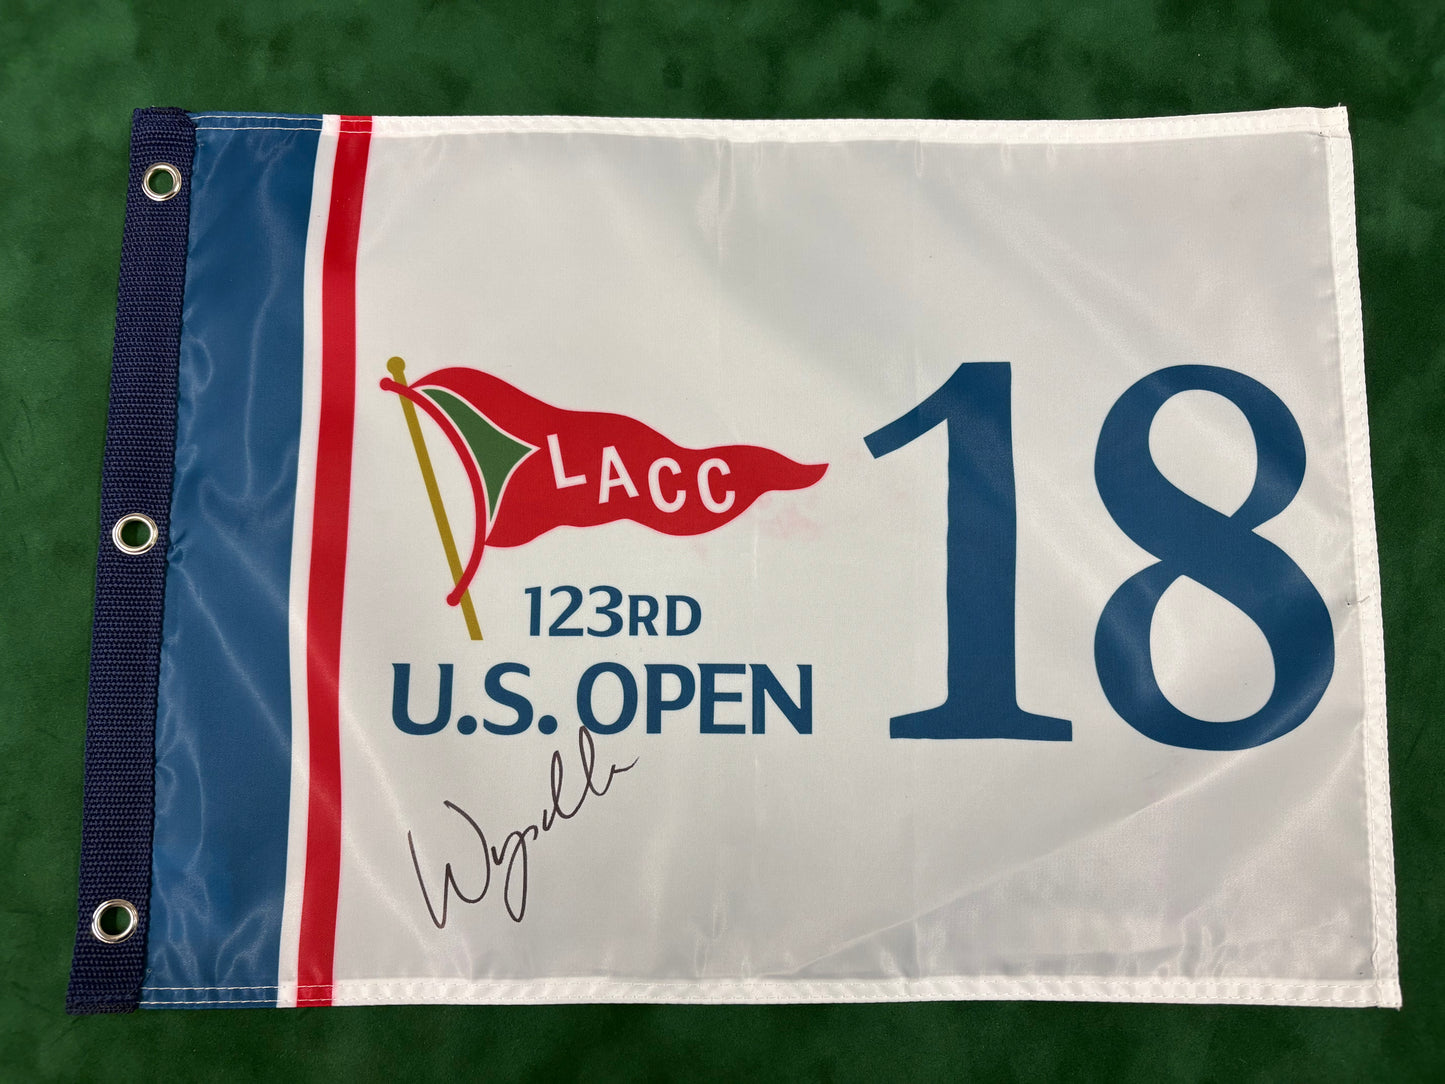 LACC
18
123RD
U.S. OPEN